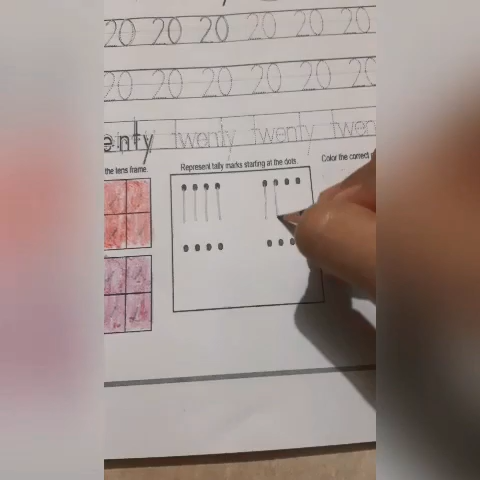 20 20 20 20 20 20
20 20 20 20 20 20
enty twenty twenty twen
the tens frame. Represent tally marks starting at the dots. Color the correct